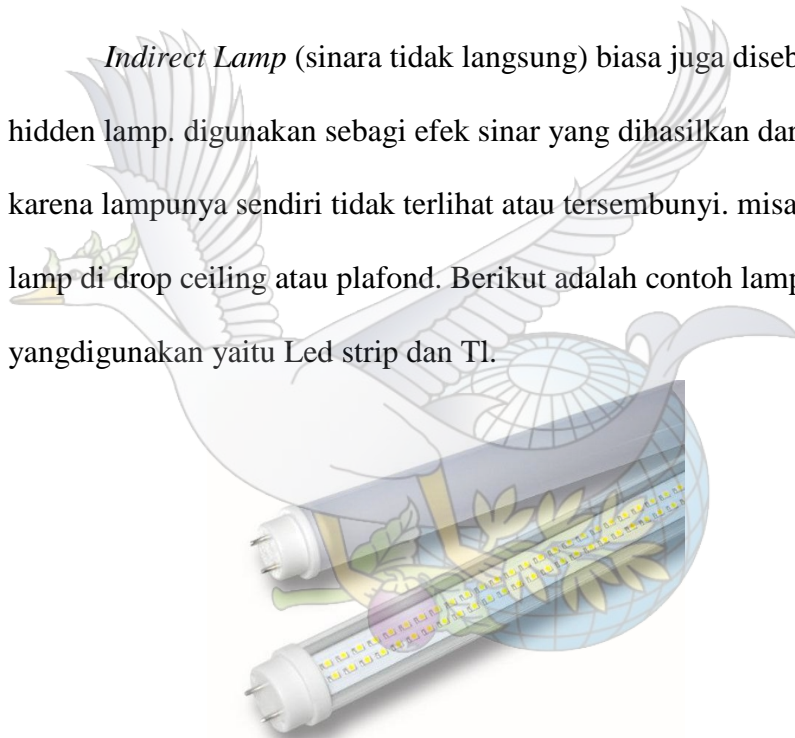 Indirect Lamp (sinara tidak langsung) biasa juga diseb
hidden lamp. digunakan sebagi efek sinar yang dihasilkan dar
karena lampunya sendiri tidak terlihat atau tersembunyi. misa
lamp di drop ceiling atau plafond. Berikut adalah contoh lamp
yangdigunakan yaitu Led strip dan Tl.